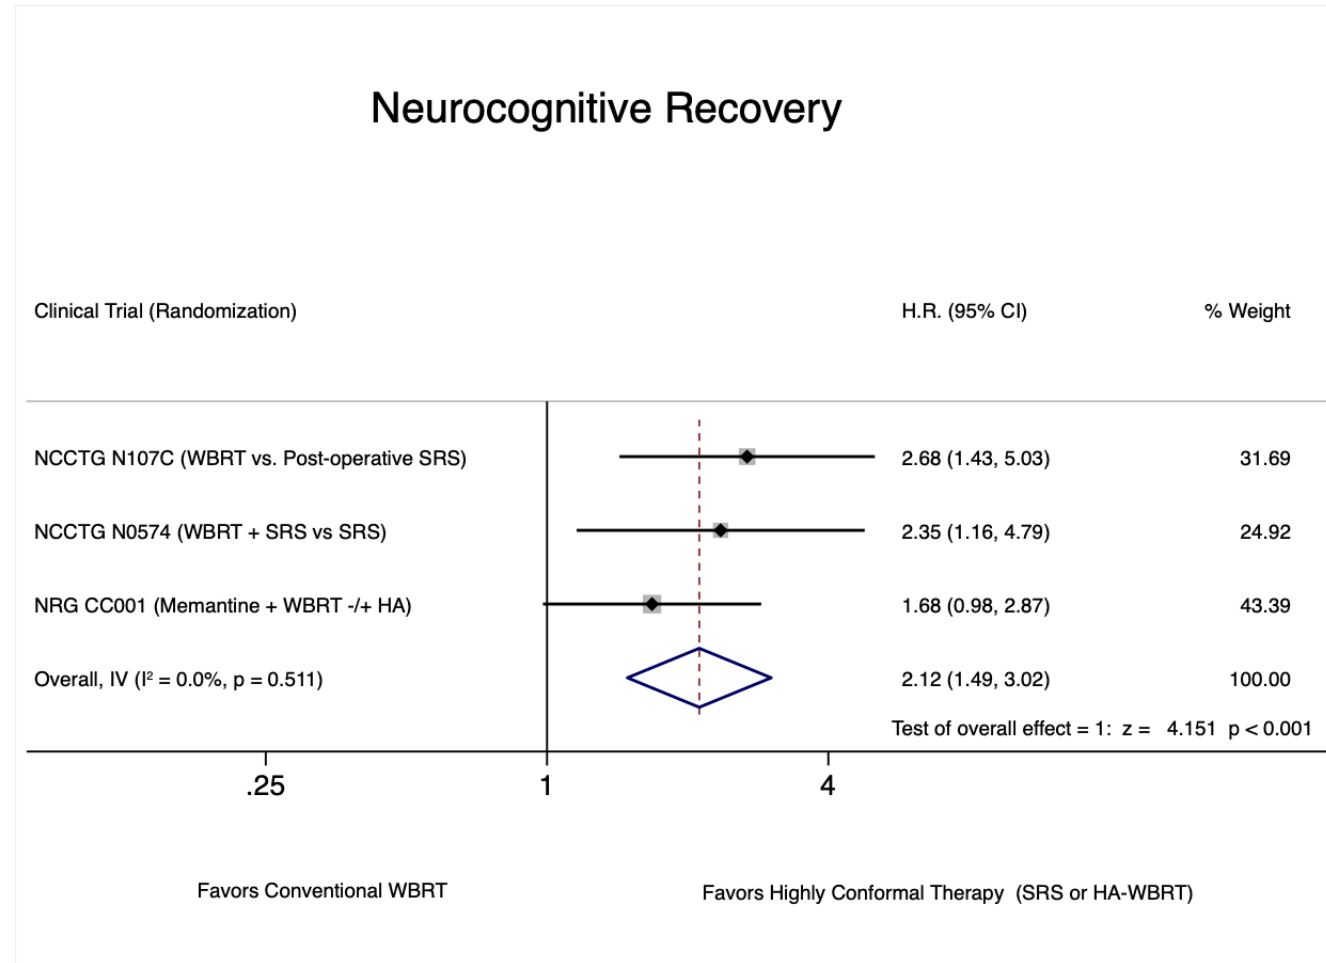 Neurocognitive Recovery
Clinical Trial (Randomization) H.R. (95% CI) % Weight
NCCTG N107C (WBRT vs. Post-operative SRS) 2.68 (1.43, 5.03) 31.69
NCCTG N0574 (WBRT + SRS vs SRS) 2.35 (1.16, 4.79) 24.92
NRG CC001 (Memantine + WBRT -/+ HA) 1.68 (0.98, 2.87) 43.39
Overall, IV (I² = 0.0%, p = 0.511) 2.12 (1.49, 3.02) 100.00
Test of overall effect = 1: z = 4.151 p < 0.001
.25 1 4
Favors Conventional WBRT Favors Highly Conformal Therapy (SRS or HA-WBRT)